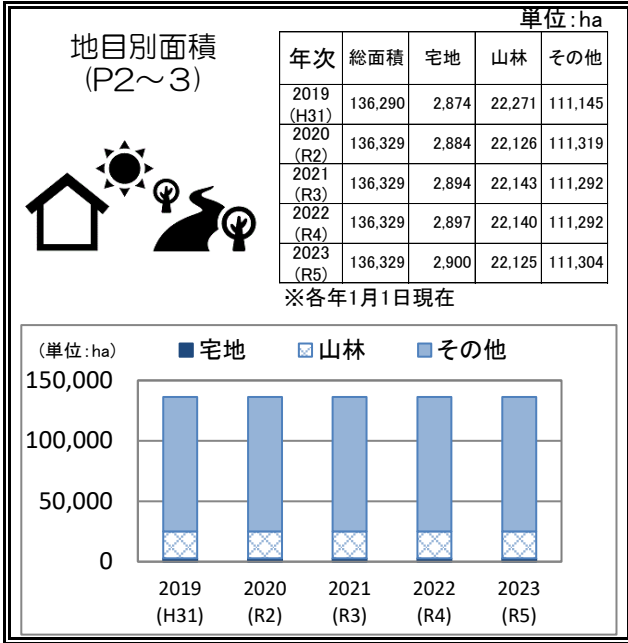 単位:ha
地目別面積
(P2～3)
年次 総面積 宅地 山林 その他
2019
(H31) 136,290 2,874 22,271 111,145
2020
(R2) 136,329 2,884 22,126 111,319
2021
(R3) 136,329 2,894 22,143 111,292
2022
(R4) 136,329 2,897 22,140 111,292
2023
(R5) 136,329 2,900 22,125 111,304
※各年1月1日現在
(単位:ha) 宅地 山林 その他
150,000
100,000
50,000
0
2019 2020 2021 2022 2023
(H31) (R2) (R3) (R4) (R5)